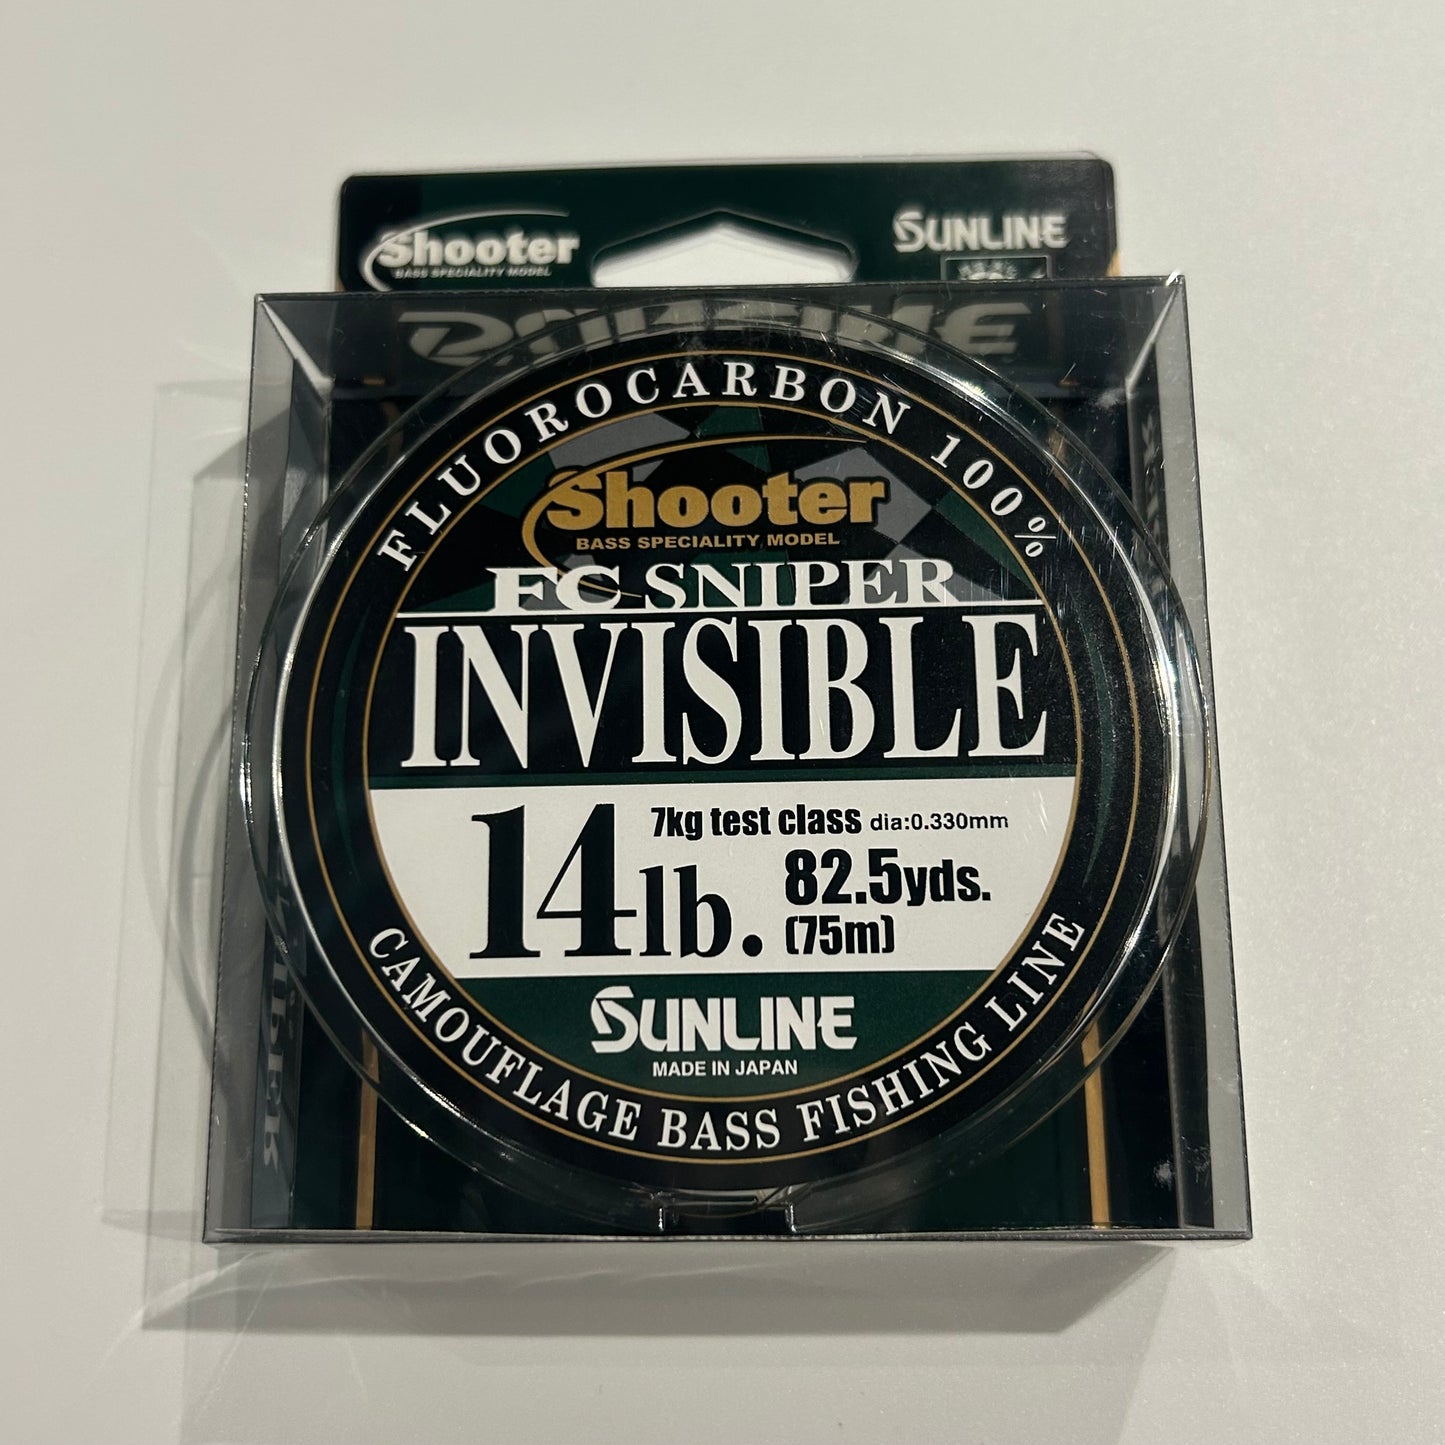 Shooter
BASS SPECIALITY MODEL
SUNLINE
FLUOROCARBON 100%
Shooter
BASS SPECIALITY MODEL
FC SNIPER
INVISIBLE
14lb.
7kg test class dia:0.330mm
82.5yds.
(75m)
SUNLINE
MADE IN JAPAN
CAMOUFLAGE BASS FISHING LINE